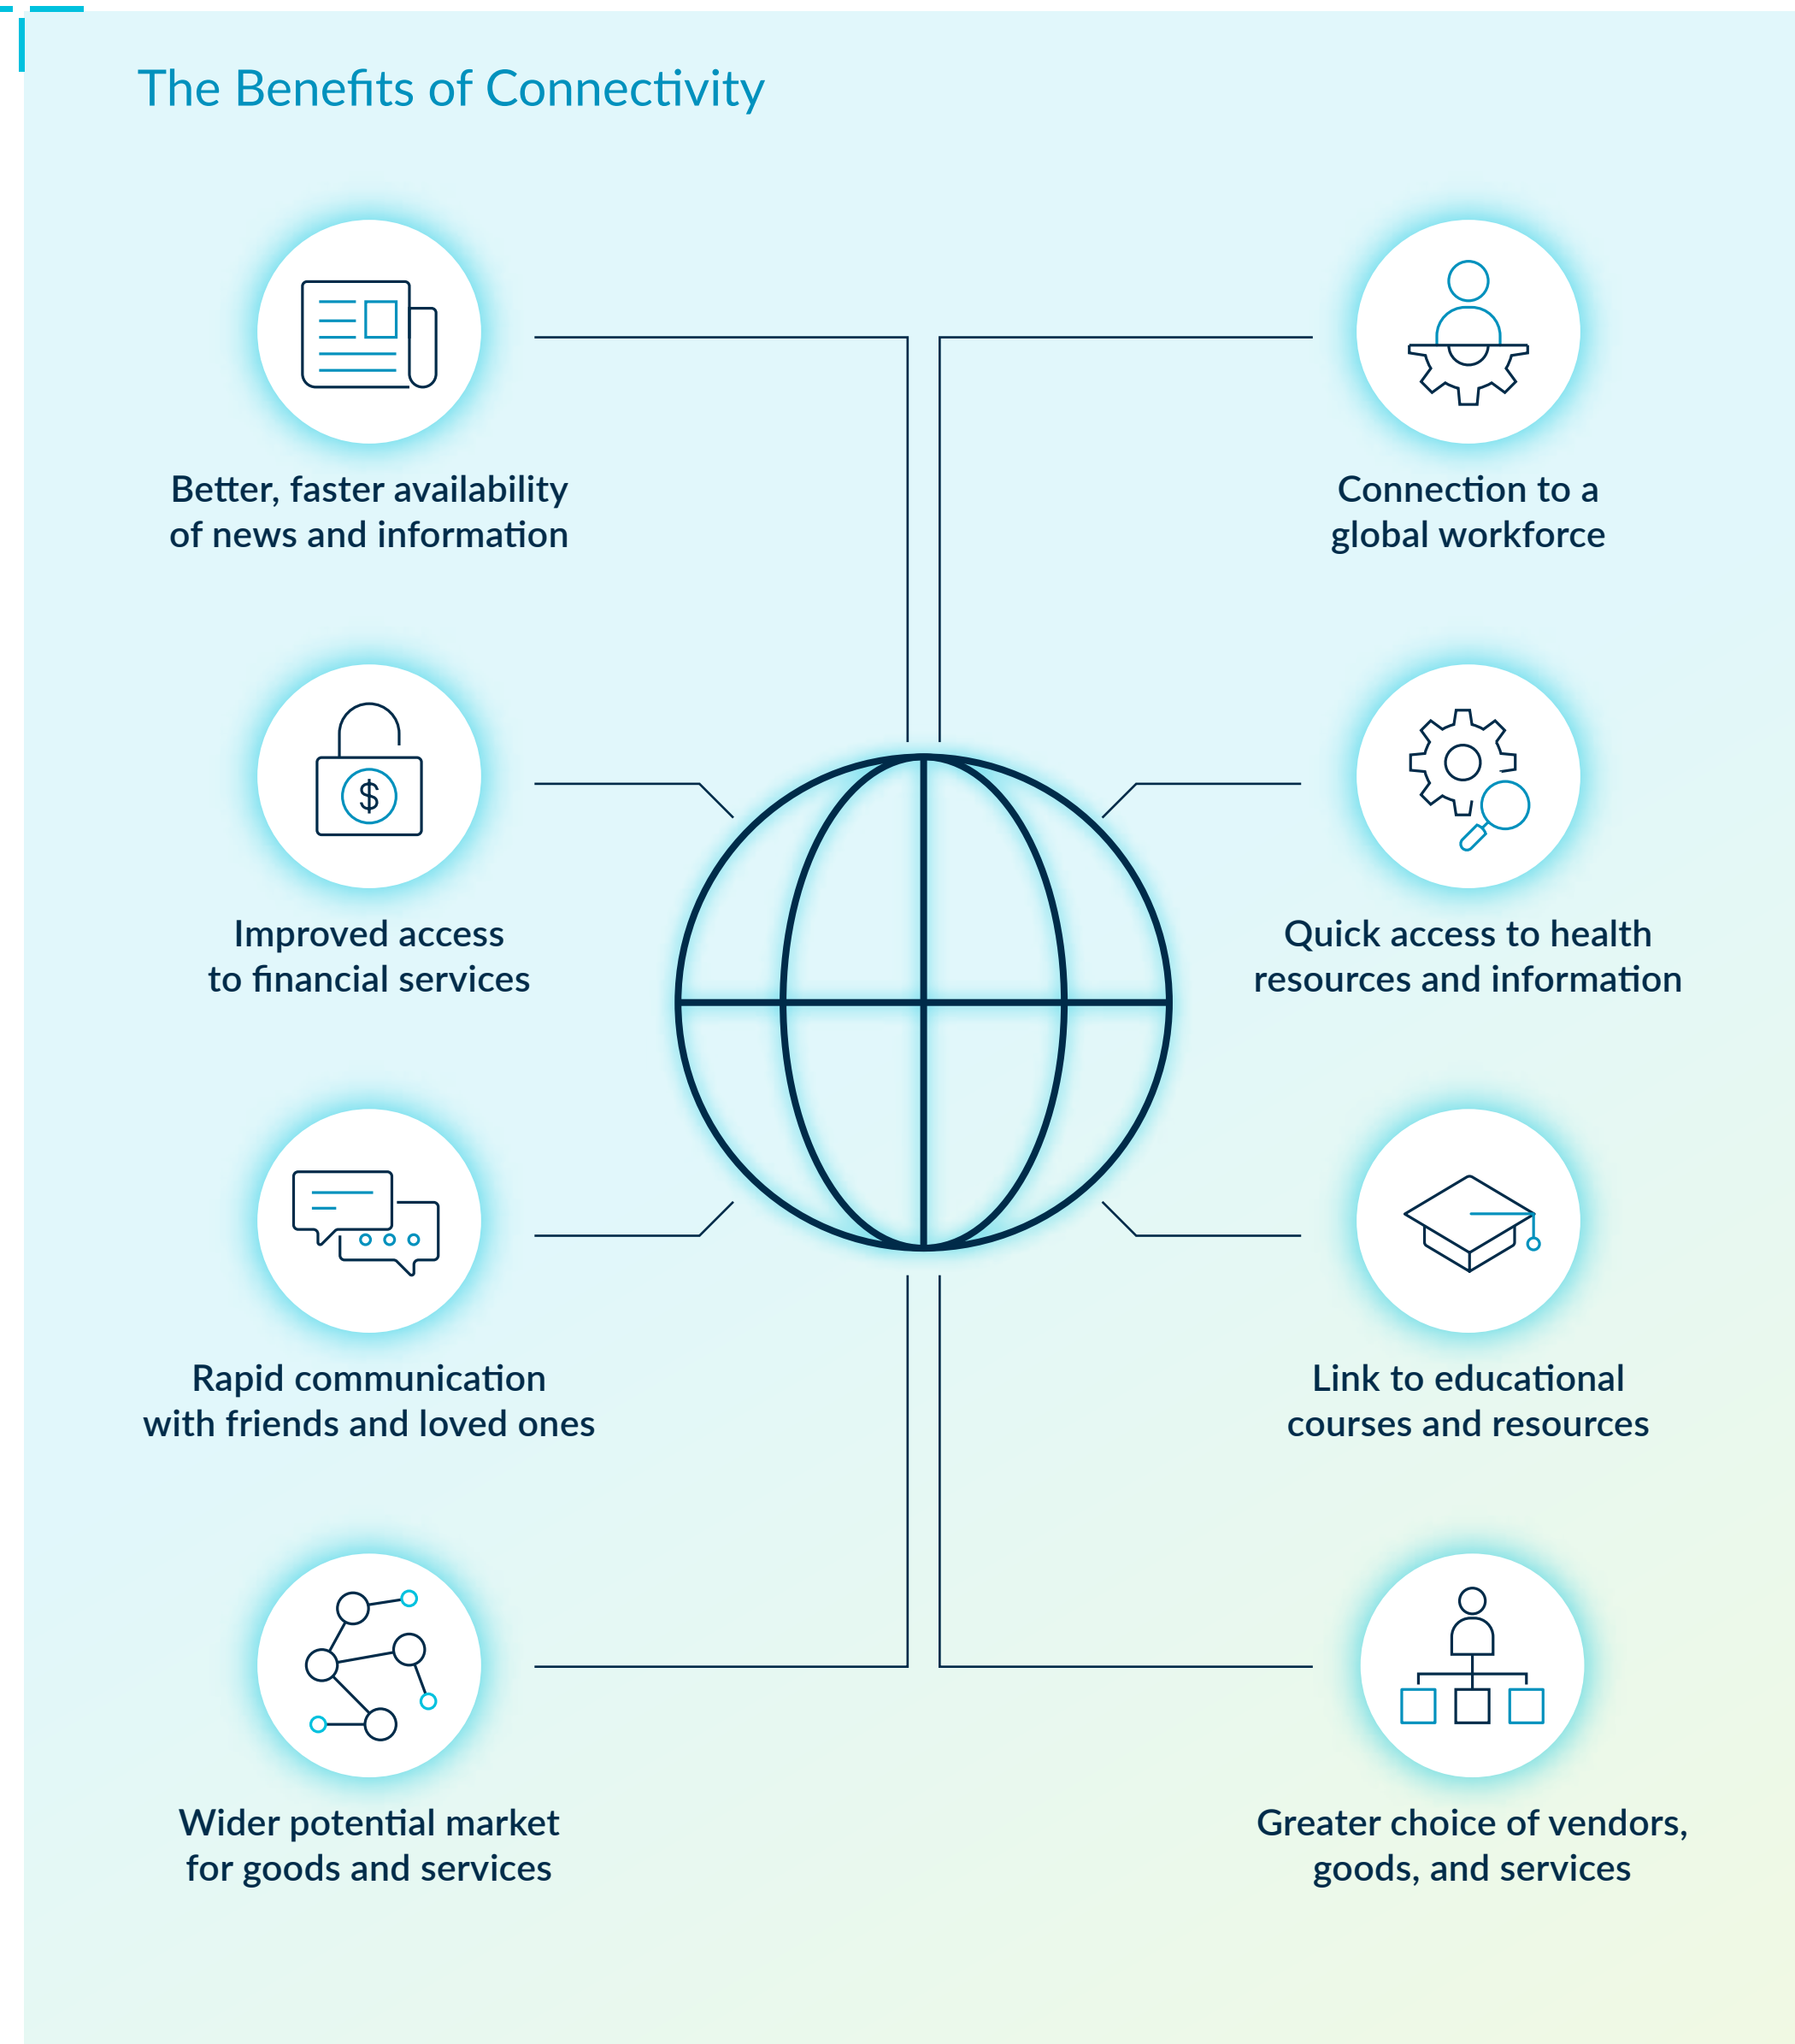 The Benefits of Connectivity
Better, faster availability
of news and information
Connection to a
global workforce
$
Improved access
to financial services
Quick access to health
resources and information
Rapid communication
with friends and loved ones
Link to educational
courses and resources
Wider potential market
for goods and services
Greater choice of vendors,
goods, and services